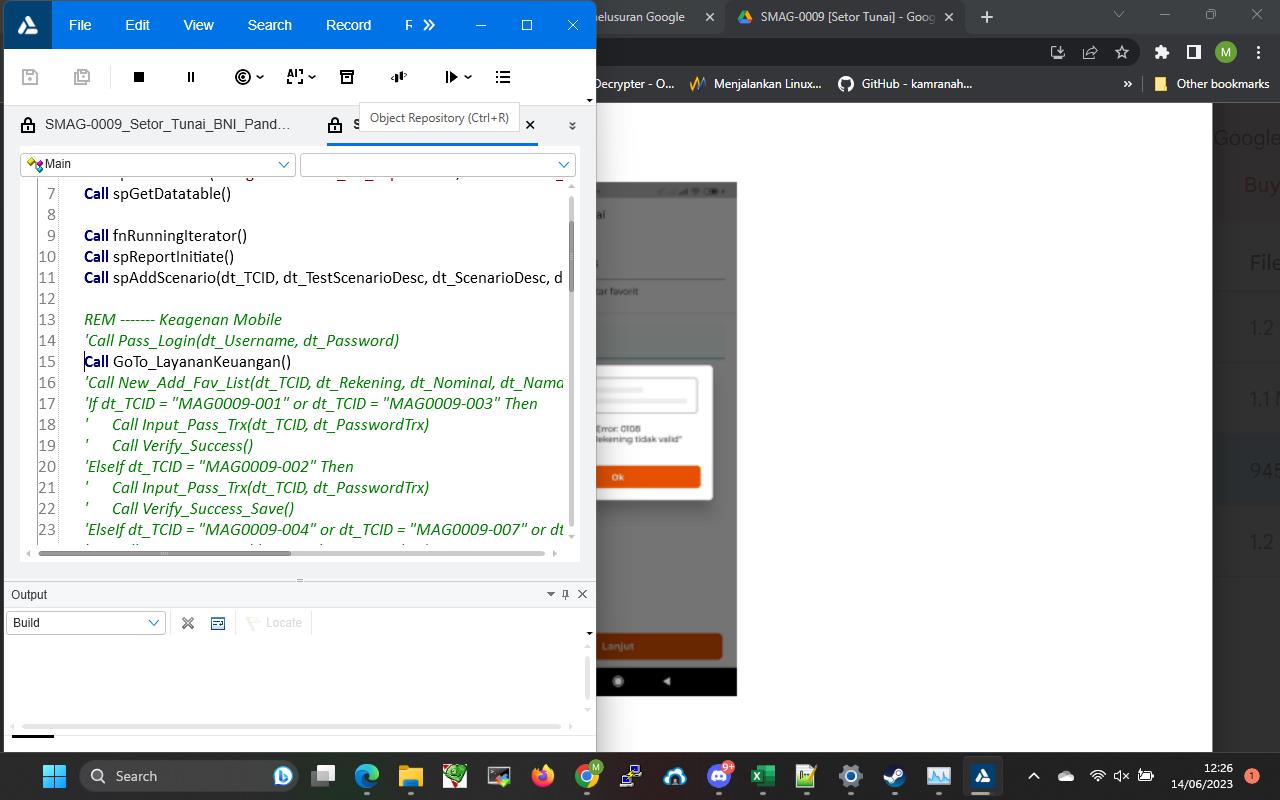 File Edit View Search Record
Object Repository (Ctrl+R)
SMAG-0009_Setor_Tunai_BNI_Pand...
Main
7 Call spGetDatatable()
8
9 Call fnRunningIterator()
10 Call spReportInitiate()
11 Call spAddScenario(dt_TCID, dt_TestScenarioDesc, dt_ScenarioDesc, d
12
13 REM ------- Keagenan Mobile
14 'Call Pass_Login(dt_Username, dt_Password)
15 Call GoTo_LayananKeuangan()
16 'Call New_Add_Fav_List(dt_TCID, dt_Rekening, dt_Nominal, dt_Nama
17 'If dt_TCID = "MAG0009-001" or dt_TCID = "MAG0009-003" Then
18 ' Call Input_Pass_Trx(dt_TCID, dt_PasswordTrx)
19 ' Call Verify_Success()
20 'ElseIf dt_TCID = "MAG0009-002" Then
21 ' Call Input_Pass_Trx(dt_TCID, dt_PasswordTrx)
22 ' Call Verify_Success_Save()
23 'ElseIf dt_TCID = "MAG0009-004" or dt_TCID = "MAG0009-007" or dt
Output
Build
Locate
elusuran Google
SMAG-0009 [Setor Tunai] - Goog
M
Decrypter - O...
Menjalankan Linux...
GitHub - kamranah...
Other bookmarks
Google
Buy
File
1.2
1.1 M
945
1.2
ai
tar favorit
Error: 0108
ekening tidak valid"
Ok
Lanjut
Search
M
9+
12:26
14/06/2023
1